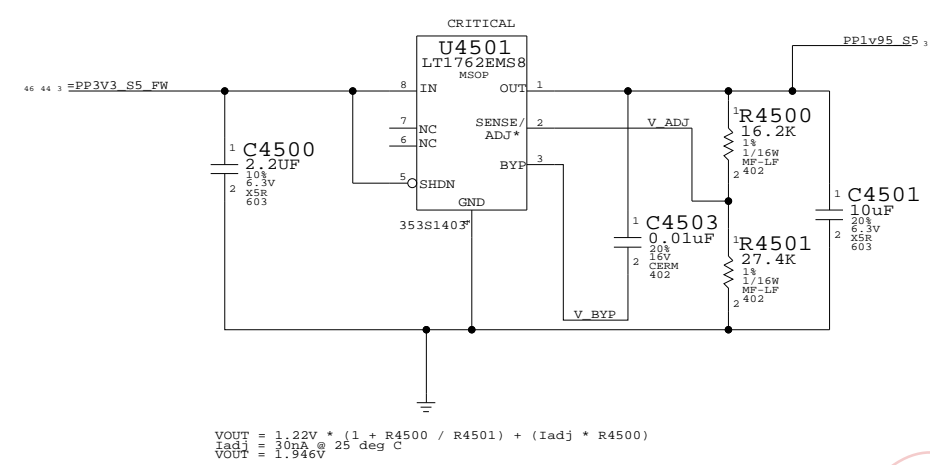 CRITICAL
U4501
LT1762EMS8
MSOP
PP1v95_S5 3
46 44 3 =PP3V3_S5_FW
8 IN
OUT 1
7 NC
6 NC
SENSE/ 2
ADJ*
V_ADJ
BYP 3
5 SHDN
GND
4
353S1403
1 C4500
2.2UF
10%
2 6.3V
X5R
603
1 R4500
16.2K
1%
1/16W
MF-LF
2 402
1 C4503
0.01uF
20%
2 16V
CERM
402
1 R4501
27.4K
1%
1/16W
MF-LF
2 402
1 C4501
10uF
20%
2 6.3V
X5R
603
V_BYP
VOUT = 1.22V * (1 + R4500 / R4501) + (Iadj * R4500)
Iadj = 30nA @ 25 deg C
VOUT = 1.946V